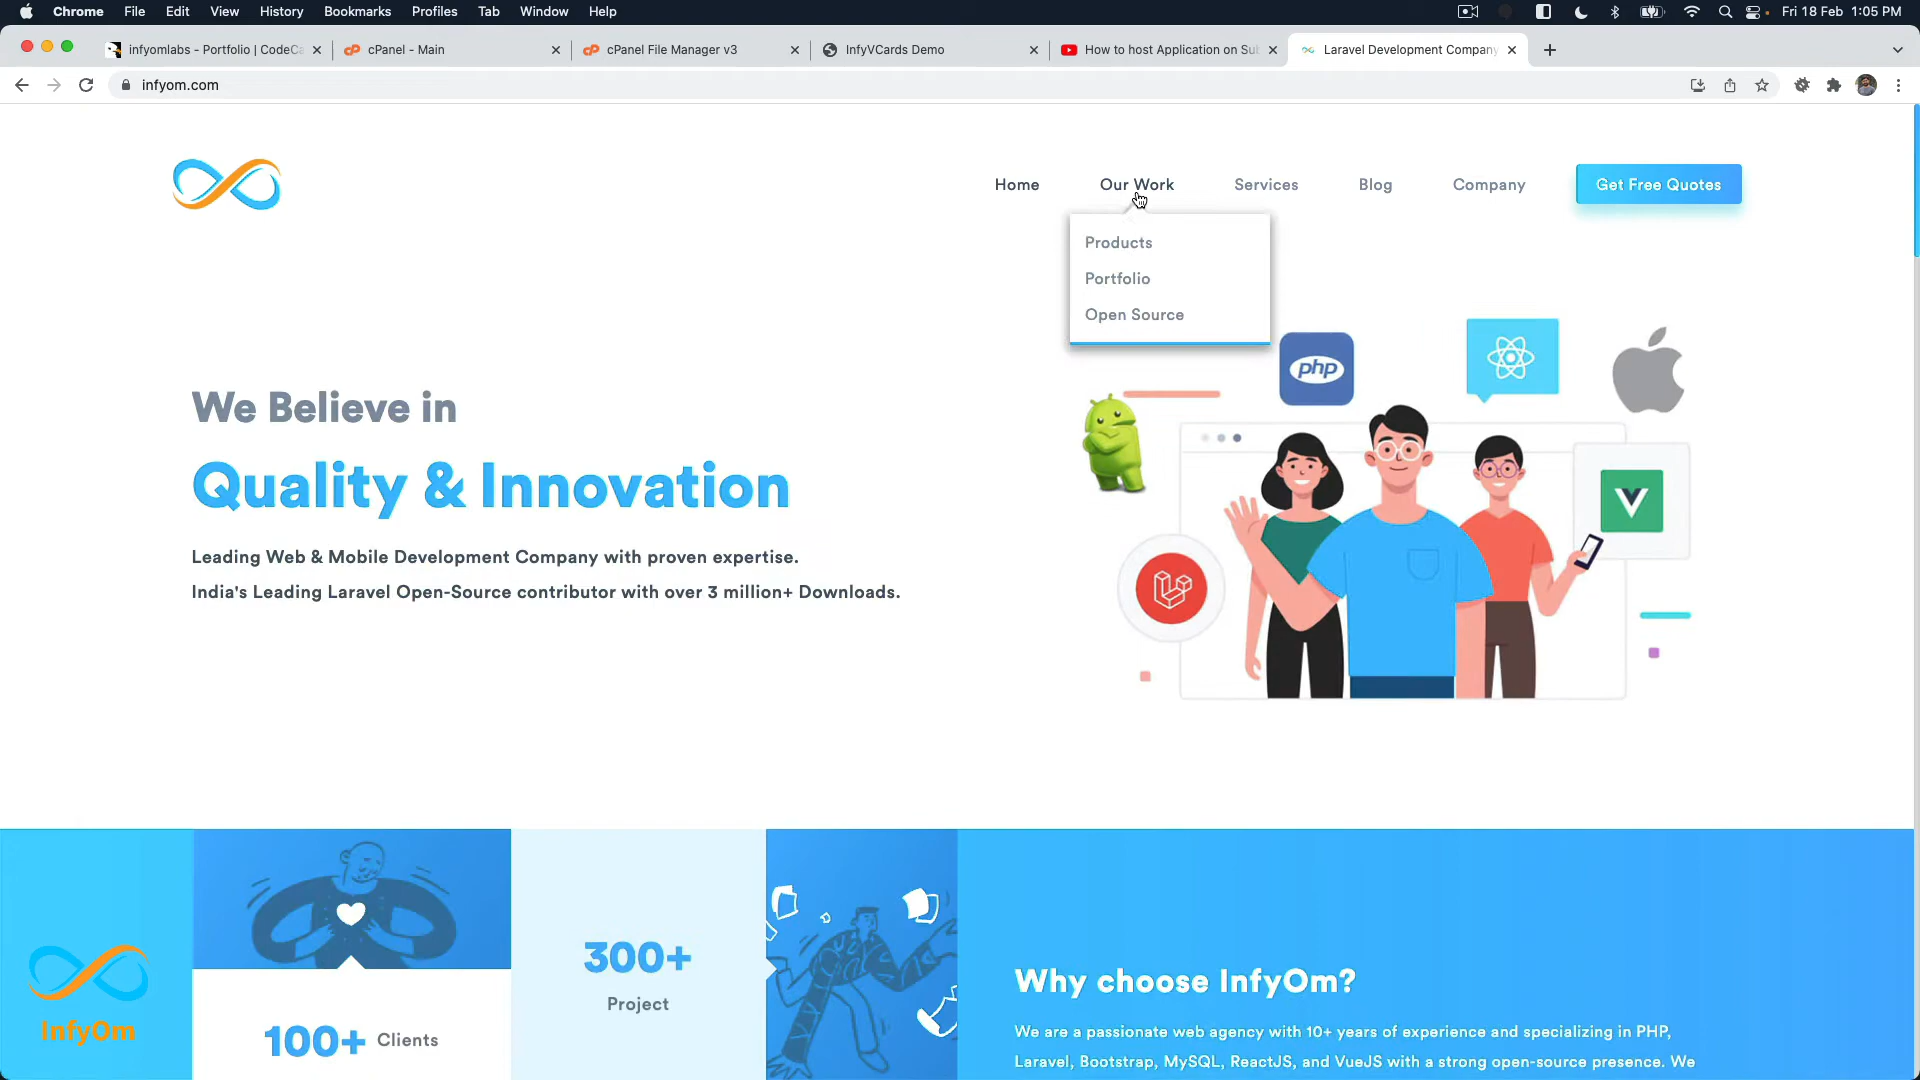 Chrome File Edit View History Bookmarks Profiles Tab Window Help Fri 18 Feb 1:05 PM
infyomlabs - Portfolio | CodeCa cPanel - Main cPanel File Manager v3 InfyVCards Demo How to host Application on Sub Laravel Development Company
infyom.com
Home Our Work Services Blog Company Get Free Quotes
Products
Portfolio
Open Source
php
We Believe in
Quality & Innovation
Leading Web & Mobile Development Company with proven expertise.
India's Leading Laravel Open-Source contributor with over 3 million+ Downloads.
InfyOm
100+ Clients
300+
Project
Why choose InfyOm?
We are a passionate web agency with 10+ years of experience and specializing in PHP,
Laravel, Bootstrap, MySQL, ReactJS, and VueJS with a strong open-source presence. We